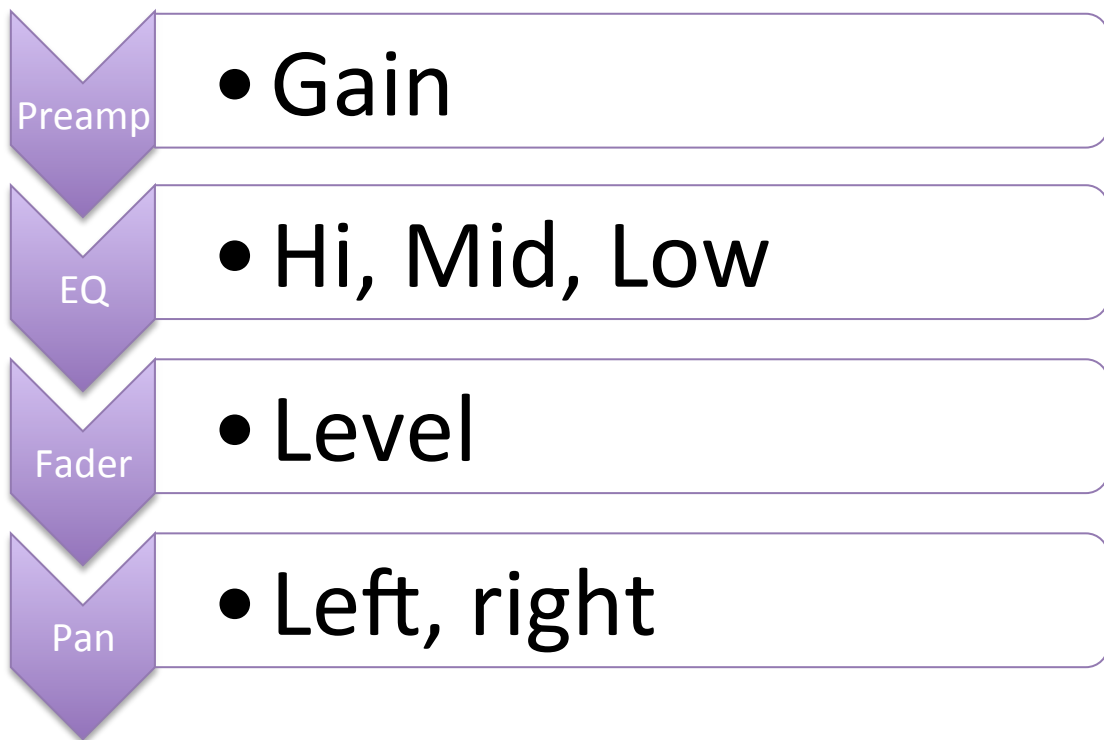 Preamp
• Gain
EQ
• Hi, Mid, Low
Fader
• Level
Pan
• Left, right